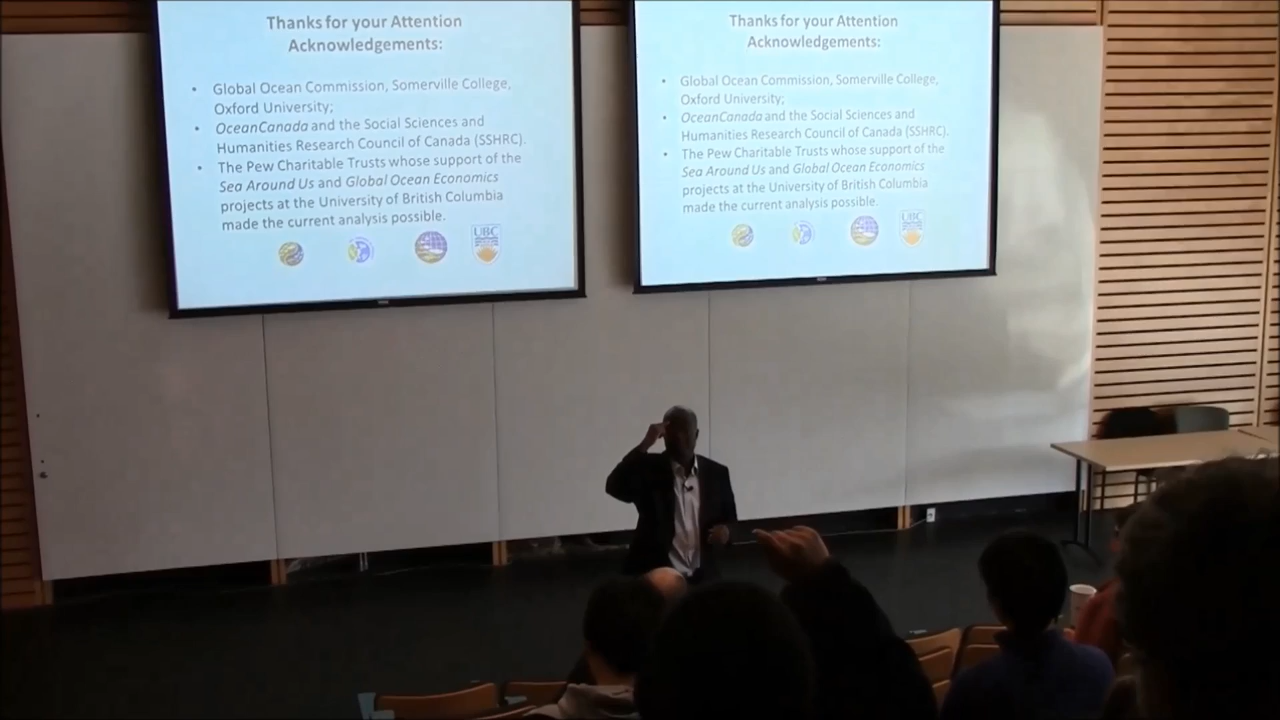 Thanks for your Attention
Acknowledgements:
• Global Ocean Commission, Somerville College,
Oxford University;
• OceanCanada and the Social Sciences and
Humanities Research Council of Canada (SSHRC).
• The Pew Charitable Trusts whose support of the
Sea Around Us and Global Ocean Economics
projects at the University of British Columbia
made the current analysis possible.
UBC
Thanks for your Attention
Acknowledgements:
• Global Ocean Commission, Somerville College,
Oxford University;
• OceanCanada and the Social Sciences and
Humanities Research Council of Canada (SSHRC).
• The Pew Charitable Trusts whose support of the
Sea Around Us and Global Ocean Economics
projects at the University of British Columbia
made the current analysis possible.
UBC